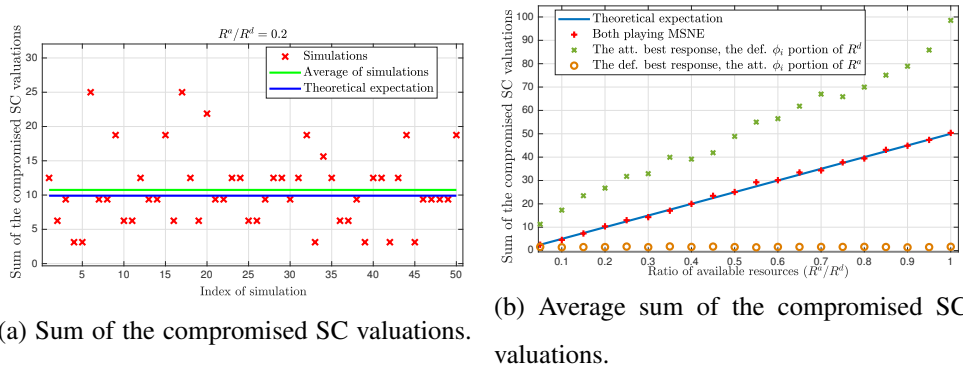 R^a/R^d = 0.2
Sum of the compromised SC valuations
30
25
20
15
10
5
0
Simulations
Average of simulations
Theoretical expectation
5
10
15
20
25
30
35
40
45
50
Index of simulation
(a) Sum of the compromised SC valuations.
Sum of the compromised SC valuations
100
90
80
70
60
50
40
30
20
10
0
Theoretical expectation
Both playing MSNE
The att. best response, the def. ϕ_i portion of R^d
The def. best response, the att. ϕ_i portion of R^a
0.1
0.2
0.3
0.4
0.5
0.6
0.7
0.8
0.9
1
Ratio of available resources (R^a/R^d)
(b) Average sum of the compromised SC
valuations.